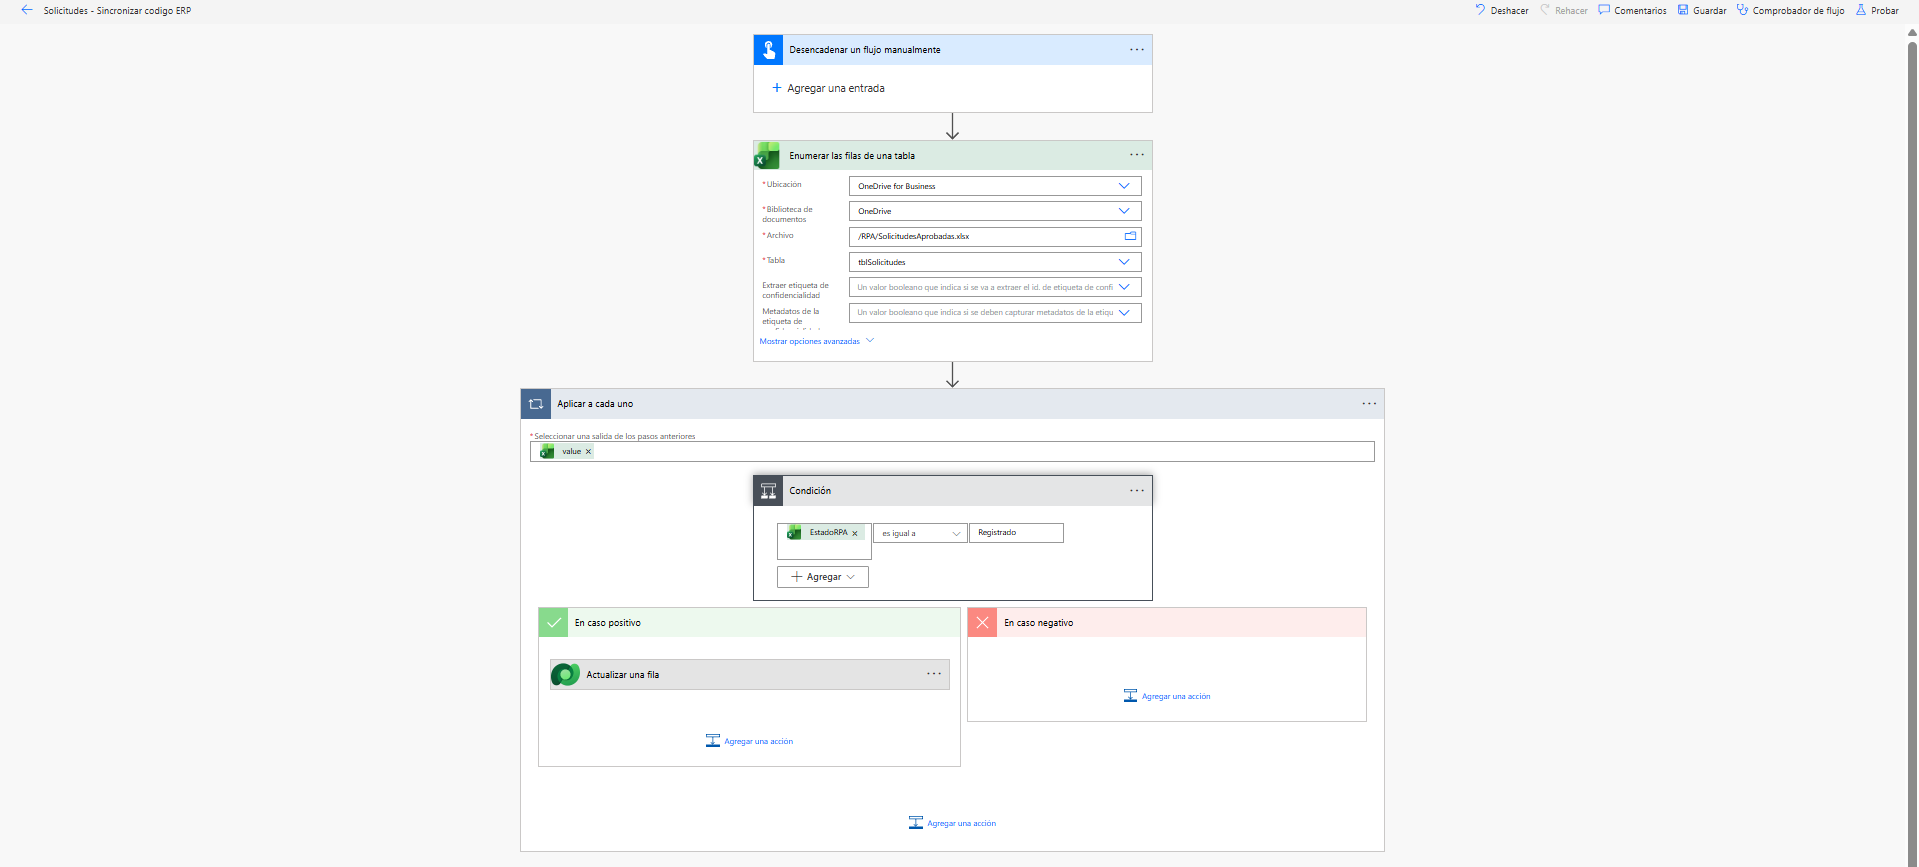 Solicitudes - Sincronizar codigo ERP
Deshacer
Rehacer
Comentarios
Guardar
Comprobador de flujo
Probar
Desencadenar un flujo manualmente
Agregar una entrada
Enumerar las filas de una tabla
*Ubicación
OneDrive for Business
*Biblioteca de
documentos
OneDrive
*Archivo
/RPA/SolicitudesAprobadas.xlsx
*Tabla
tblSolicitudes
Extraer etiqueta de
confidencialidad
Un valor booleano que indica si se va a extraer el id. de etiqueta de confi
Metadatos de la
etiqueta de
Un valor booleano que indica si se deben capturar metadatos de la etiqu
Mostrar opciones avanzadas
Aplicar a cada uno
*Seleccionar una salida de los pasos anteriores
value
Condición
EstadoRPA
es igual a
Registrado
Agregar
En caso positivo
Actualizar una fila
Agregar una acción
En caso negativo
Agregar una acción
Agregar una acción